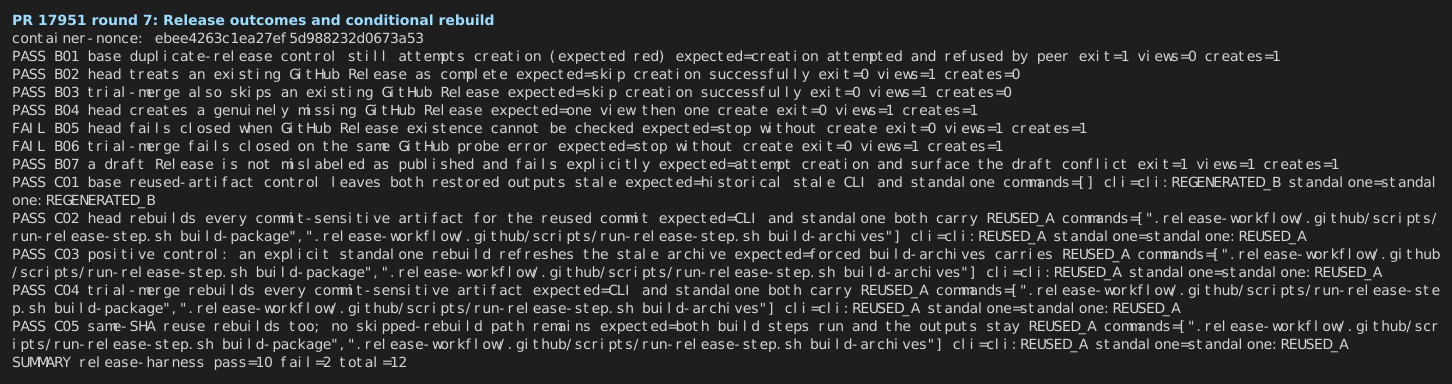 PR 17951 round 7: Release outcomes and conditional rebuild
container-nonce: ebee4263c1ea27ef5d988232d0673a53
PASS B01 base duplicate-release control still attempts creation (expected red) expected=creation attempted and refused by peer exit=1 views=0 creates=1
PASS B02 head treats an existing GitHub Release as complete expected=skip creation successfully exit=0 views=1 creates=0
PASS B03 trial-merge also skips an existing GitHub Release expected=skip creation successfully exit=0 views=1 creates=0
PASS B04 head creates a genuinely missing GitHub Release expected=one view then one create exit=0 views=1 creates=1
FAIL B05 head fails closed when GitHub Release existence cannot be checked expected=stop without create exit=0 views=1 creates=1
FAIL B06 trial-merge fails closed on the same GitHub probe error expected=stop without create exit=0 views=1 creates=1
PASS B07 a draft Release is not mislabeled as published and fails explicitly expected=attempt creation and surface the draft conflict exit=1 views=1 creates=1
PASS C01 base reused-artifact control leaves both restored outputs stale expected=historical stale CLI and standalone commands=[] cli=cli:REGENERATED_B standalone=standal
one:REGENERATED_B
PASS C02 head rebuilds every commit-sensitive artifact for the reused commit expected=CLI and standalone both carry REUSED_A commands=[".release-workflow/.github/scripts/
run-release-step.sh build-package",".release-workflow/.github/scripts/run-release-step.sh build-archives"] cli=cli:REUSED_A standalone=standalone:REUSED_A
PASS C03 positive control: an explicit standalone rebuild refreshes the stale archive expected=forced build-archives carries REUSED_A commands=[".release-workflow/.github
/scripts/run-release-step.sh build-package",".release-workflow/.github/scripts/run-release-step.sh build-archives"] cli=cli:REUSED_A standalone=standalone:REUSED_A
PASS C04 trial-merge rebuilds every commit-sensitive artifact expected=CLI and standalone both carry REUSED_A commands=[".release-workflow/.github/scripts/run-release-ste
p.sh build-package",".release-workflow/.github/scripts/run-release-step.sh build-archives"] cli=cli:REUSED_A standalone=standalone:REUSED_A
PASS C05 same-SHA reuse rebuilds too; no skipped-rebuild path remains expected=both build steps run and the outputs stay REUSED_A commands=[".release-workflow/.github/scr
ipts/run-release-step.sh build-package",".release-workflow/.github/scripts/run-release-step.sh build-archives"] cli=cli:REUSED_A standalone=standalone:REUSED_A
SUMMARY release-harness pass=10 fail=2 total=12